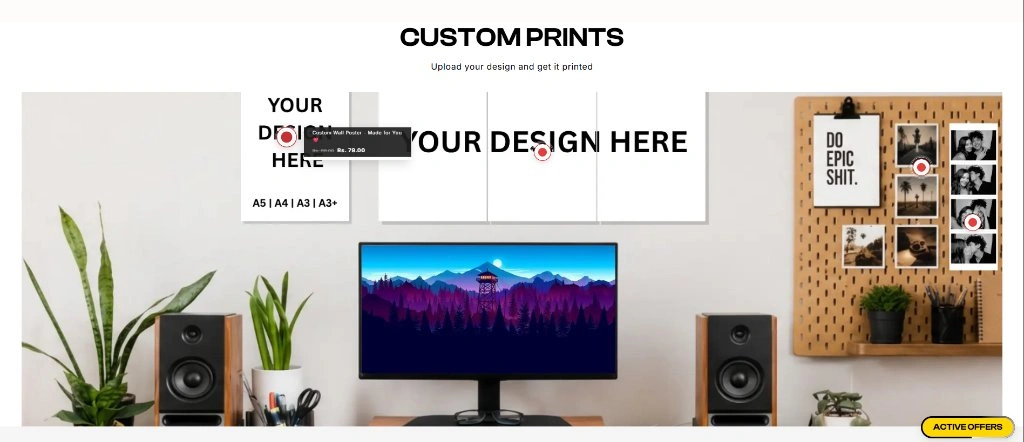 CUSTOM PRINTS
Upload your design and get it printed
YOUR
DESIGN
HERE
A5 | A4 | A3 | A3+
Custom Wall Poster - Made for You
Rs. 79.00
YOUR DESIGN HERE
DO
EPIC
SHIT.
ACTIVE OFFERS